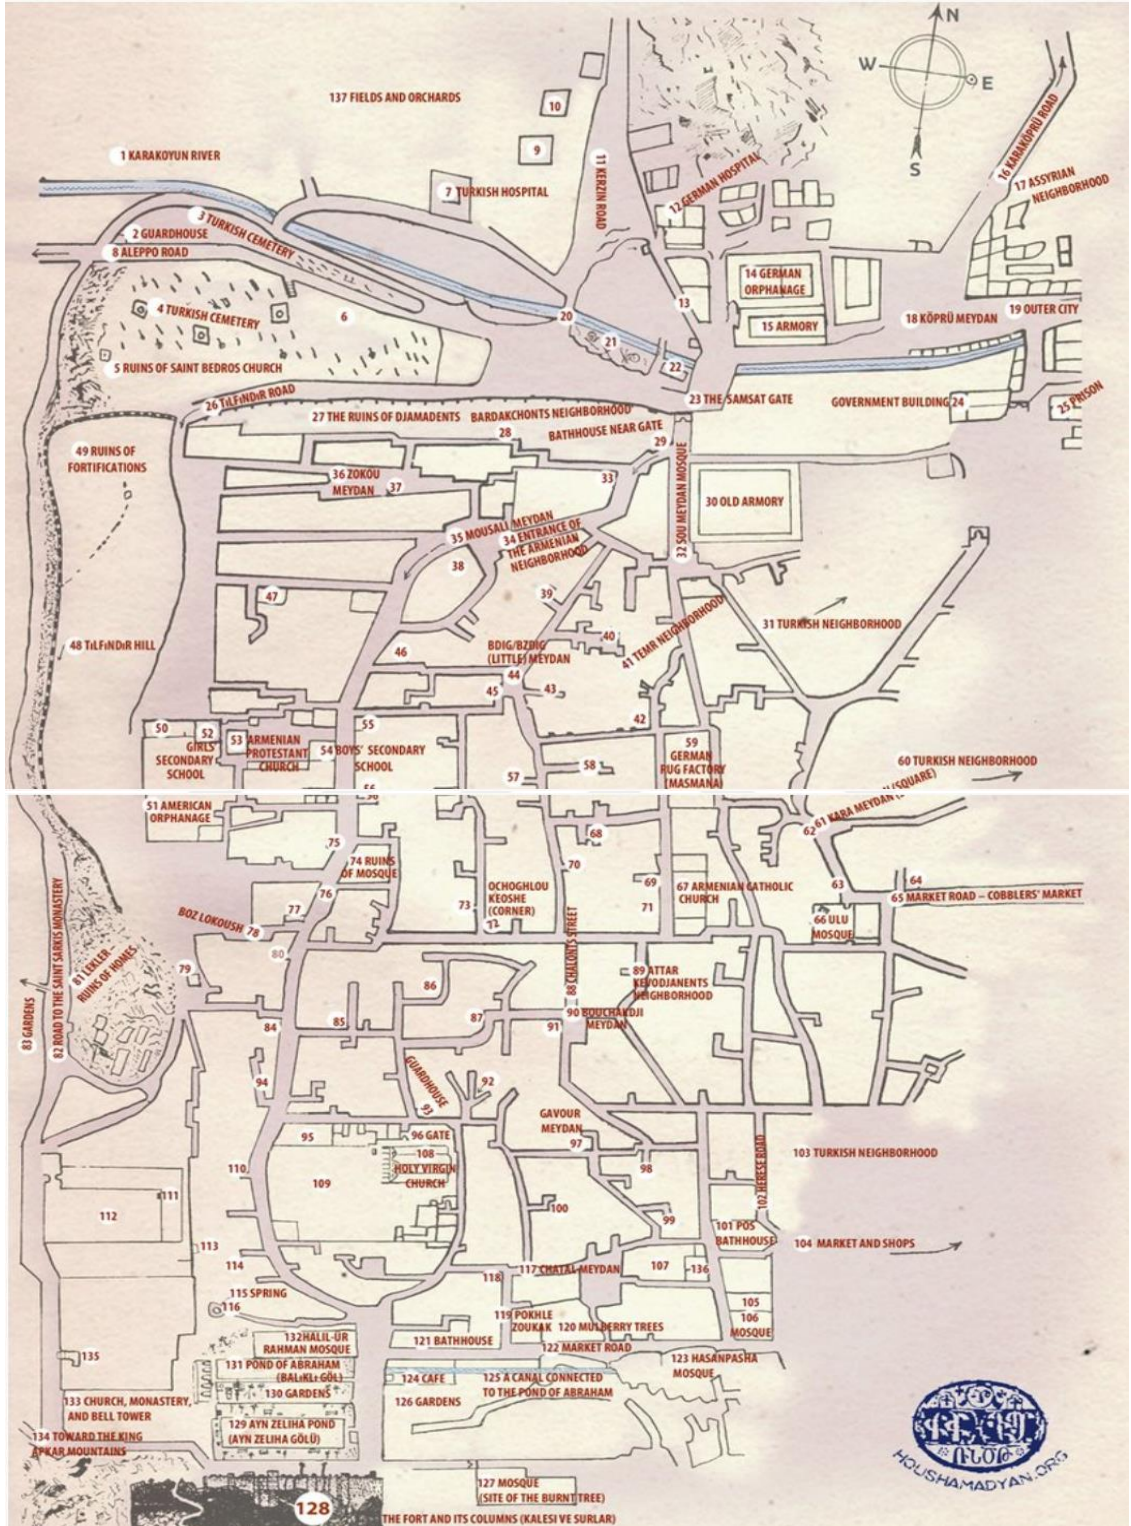 N
W
E
S
137 FIELDS AND ORCHARDS
10
9
1 KARAKOYUN RIVER
11 KERZIN ROAD
12 GERMAN HOSPITAL
16 KARAKÖPRÜ ROAD
17 ASSYRIAN
NEIGHBORHOOD
7 TURKISH HOSPITAL
3 TURKISH CEMETERY
2 GUARDHOUSE
8 ALEPPO ROAD
14 GERMAN
ORPHANAGE
13
4 TURKISH CEMETERY
6
20
15 ARMORY
18 KÖPRÜ MEYDAN
19 OUTER CITY
21
22
5 RUINS OF SAINT BEDROS CHURCH
26 TıLFıNDıR ROAD
23 THE SAMSAT GATE
GOVERNMENT BUILDING 24
25 PRISON
27 THE RUINS OF DJAMADENTS
BARDAKCHONTS NEIGHBORHOOD
28
BATHHOUSE NEAR GATE
29
49 RUINS OF
FORTIFICATIONS
36 ZOKOU
MEYDAN
37
33
32 SOU MEYDAN MOSQUE
30 OLD ARMORY
35 MOUSALI MEYDAN
34 ENTRANCE OF
THE ARMENIAN
NEIGHBORHOOD
38
47
39
40
41 TEMR NEIGHBORHOOD
31 TURKISH NEIGHBORHOOD
48 TıLFıNDıR HILL
46
BDIG/BZDIG
(LITTLE) MEYDAN
44
45
43
42
50
52
GIRLS'
SECONDARY
SCHOOL
53 ARMENIAN
PROTESTANT
CHURCH
55
54 BOYS' SECONDARY
SCHOOL
59
GERMAN
RUG FACTORY
(MASMANA)
58
57
60 TURKISH NEIGHBORHOOD
56
51 AMERICAN
ORPHANAGE
61 KARA MEYDAN (SQUARE)
62
68
75
74 RUINS
OF MOSQUE
70
69
67 ARMENIAN CATHOLIC
CHURCH
63
64
65 MARKET ROAD – COBBLERS' MARKET
76
77
73
OCHOGHLOU
KEOSHE
(CORNER)
72
71
66 ULU
MOSQUE
BOZ LOKOUSH 78
82 ROAD TO THE SAINT SARKIS MONASTERY
81 LEKLER
RUINS OF HOMES
80
79
88 CHALONTS STREET
89 ATTAR
KEVODJANENTS
NEIGHBORHOOD
86
83 GARDENS
84
85
87
90 BOUCHAKDJI
MEYDAN
91
94
GUARDHOUSE
93
92
GAVOUR
MEYDAN
97
95
96 GATE
108
HOLY VIRGIN
CHURCH
98
102 HERESE ROAD
103 TURKISH NEIGHBORHOOD
110
109
111
112
100
99
101 POS
BATHHOUSE
104 MARKET AND SHOPS
113
114
117 CHATAL MEYDAN
118
107
136
115 SPRING
116
119 POKHLE
ZOUKAK
120 MULBERRY TREES
105
106
MOSQUE
132 HALIL-ÜR
RAHMAN MOSQUE
121 BATHHOUSE
122 MARKET ROAD
123 HASANPASHA
MOSQUE
135
131 POND OF ABRAHAM
(BALıKLı GÖL)
124 CAFE
125 A CANAL CONNECTED
TO THE POND OF ABRAHAM
130 GARDENS
126 GARDENS
133 CHURCH, MONASTERY,
AND BELL TOWER
129 AYN ZELIHA POND
(AYN ZELIHA GÖLÜ)
134 TOWARD THE KING
APKAR MOUNTAINS
127 MOSQUE
(SITE OF THE BURNT TREE)
128
THE FORT AND ITS COLUMNS (KALESI VE SURLAR)
HOUSHAMADYAN.ORG